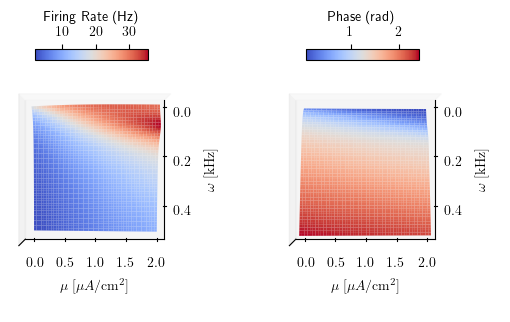 Firing Rate (Hz)
10 20 30
0.0
0.2
0.4
ω [kHz]
0.0 0.5 1.0 1.5 2.0
μ [μA/cm²]
Phase (rad)
1 2
0.0
0.2
0.4
ω [kHz]
0.0 0.5 1.0 1.5 2.0
μ [μA/cm²]